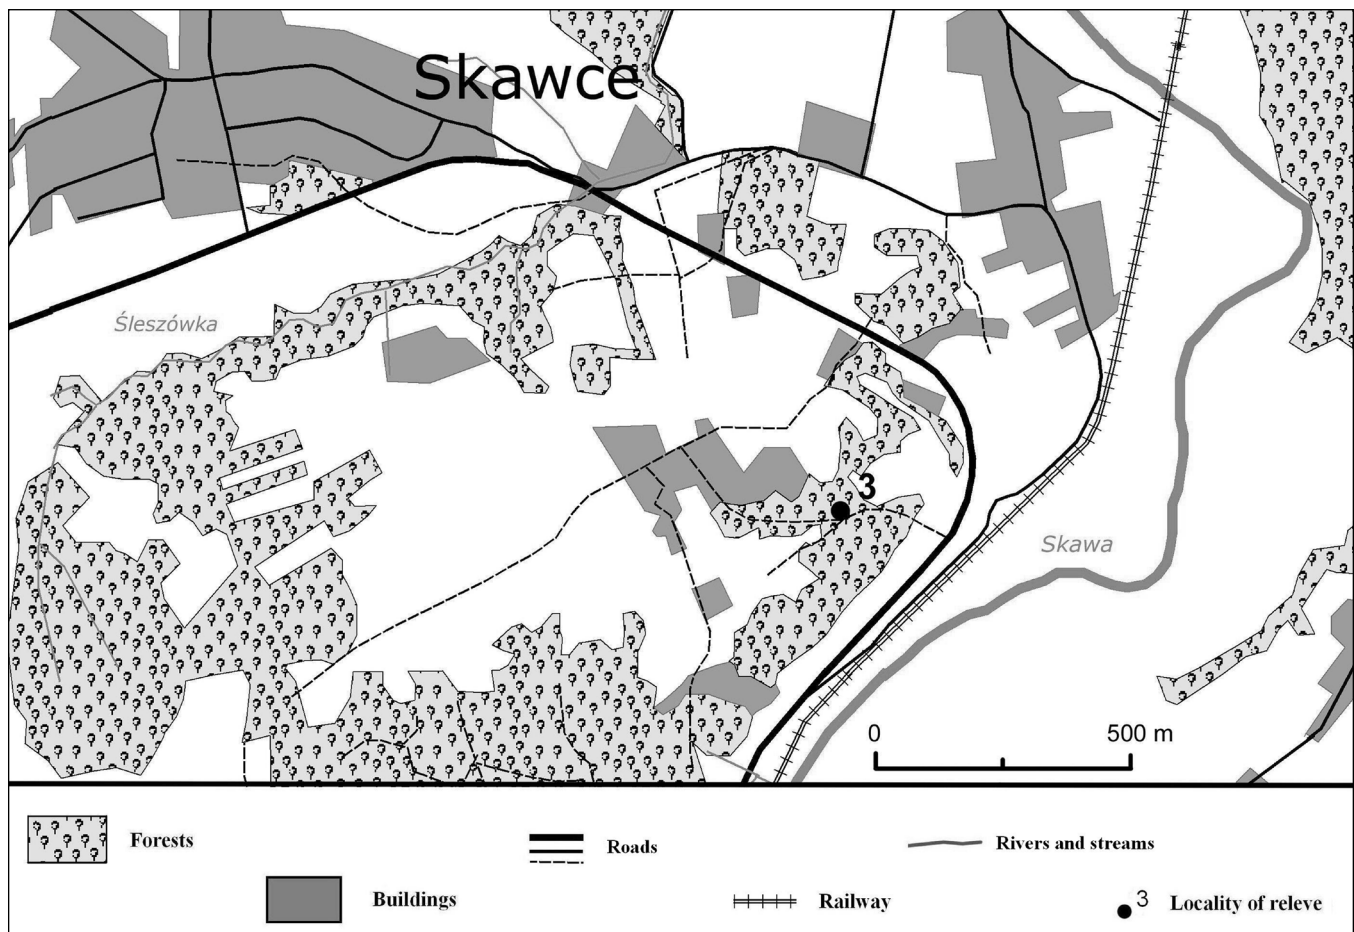 Skawce
Śleszówka
3
Skawa
0 500 m
Forests
Roads
Rivers and streams
Buildings
Railway
3 Locality of releve